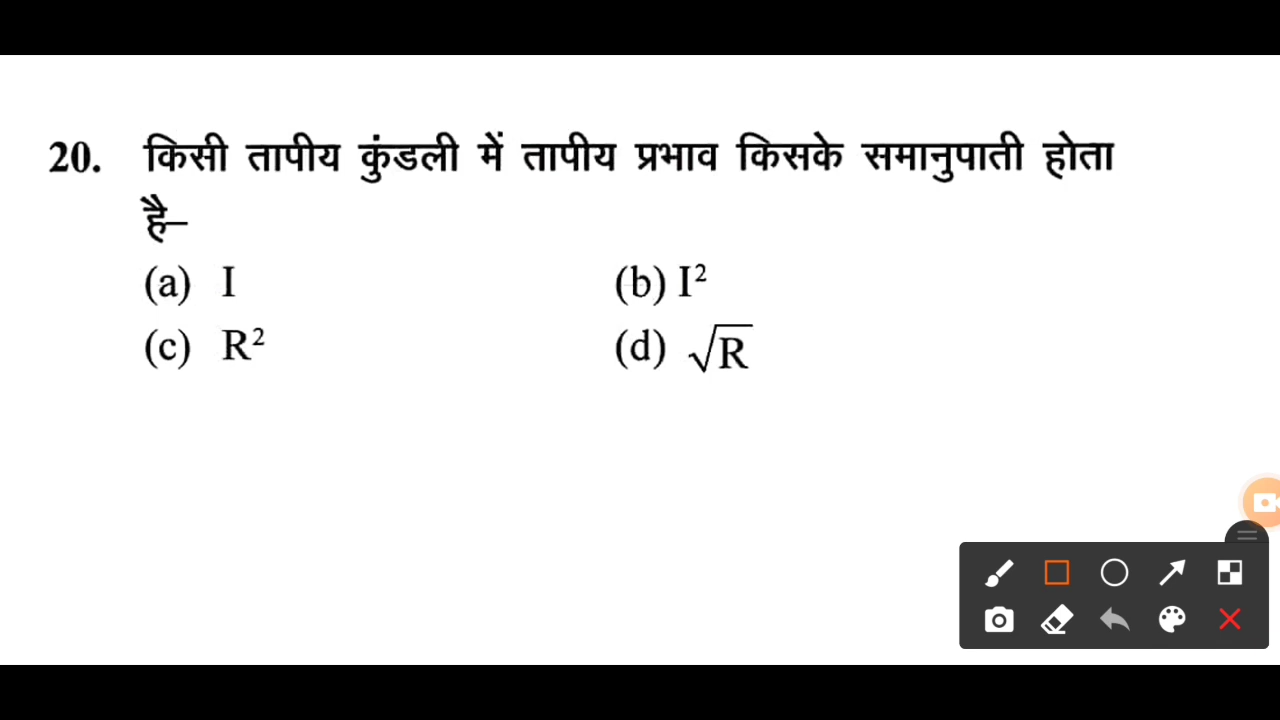 20. किसी तापीय कुंडली में तापीय प्रभाव किसके समानुपाती होता
है–
(a) I (b) I²
(c) R² (d) √R